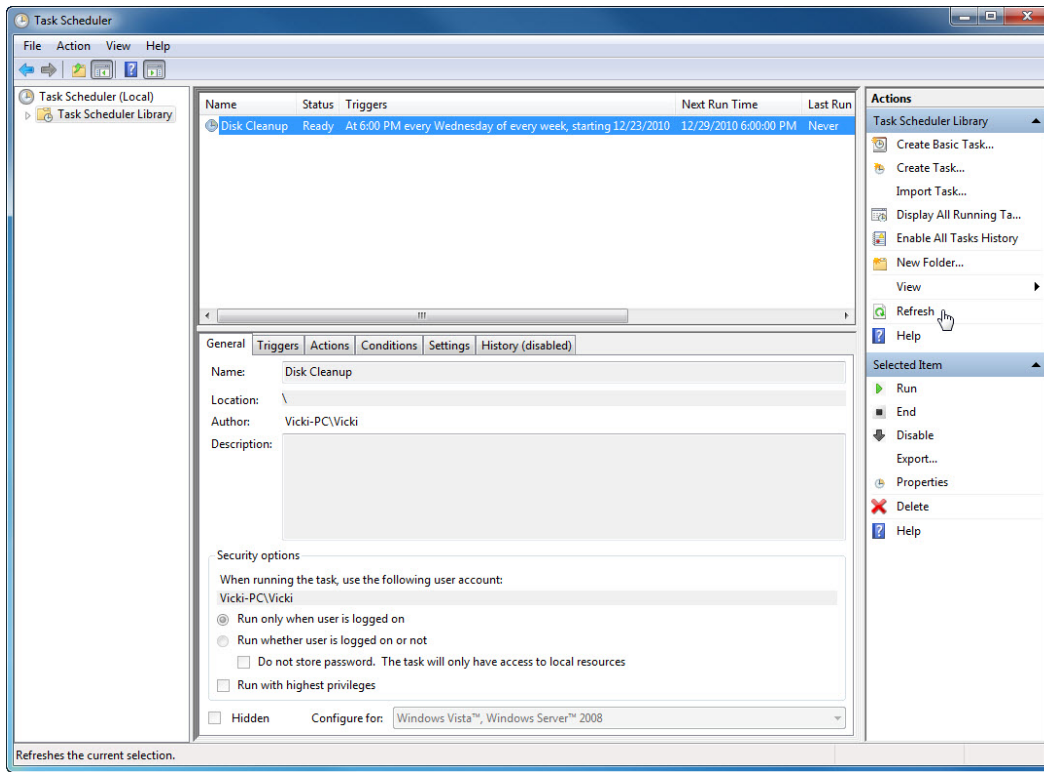 Task Scheduler
File Action View Help
Task Scheduler (Local)
Task Scheduler Library
Name Status Triggers Next Run Time Last Run
Disk Cleanup Ready At 6:00 PM every Wednesday of every week, starting 12/23/2010 12/29/2010 6:00:00 PM Never
General Triggers Actions Conditions Settings History (disabled)
Name: Disk Cleanup
Location: \
Author: Vicki-PC\Vicki
Description:
Security options
When running the task, use the following user account:
Vicki-PC\Vicki
Run only when user is logged on
Run whether user is logged on or not
Do not store password. The task will only have access to local resources
Run with highest privileges
Hidden Configure for: Windows Vista™, Windows Server™ 2008
Actions
Task Scheduler Library
Create Basic Task...
Create Task...
Import Task...
Display All Running Ta...
Enable All Tasks History
New Folder...
View
Refresh
Help
Selected Item
Run
End
Disable
Export...
Properties
Delete
Help
Refreshes the current selection.